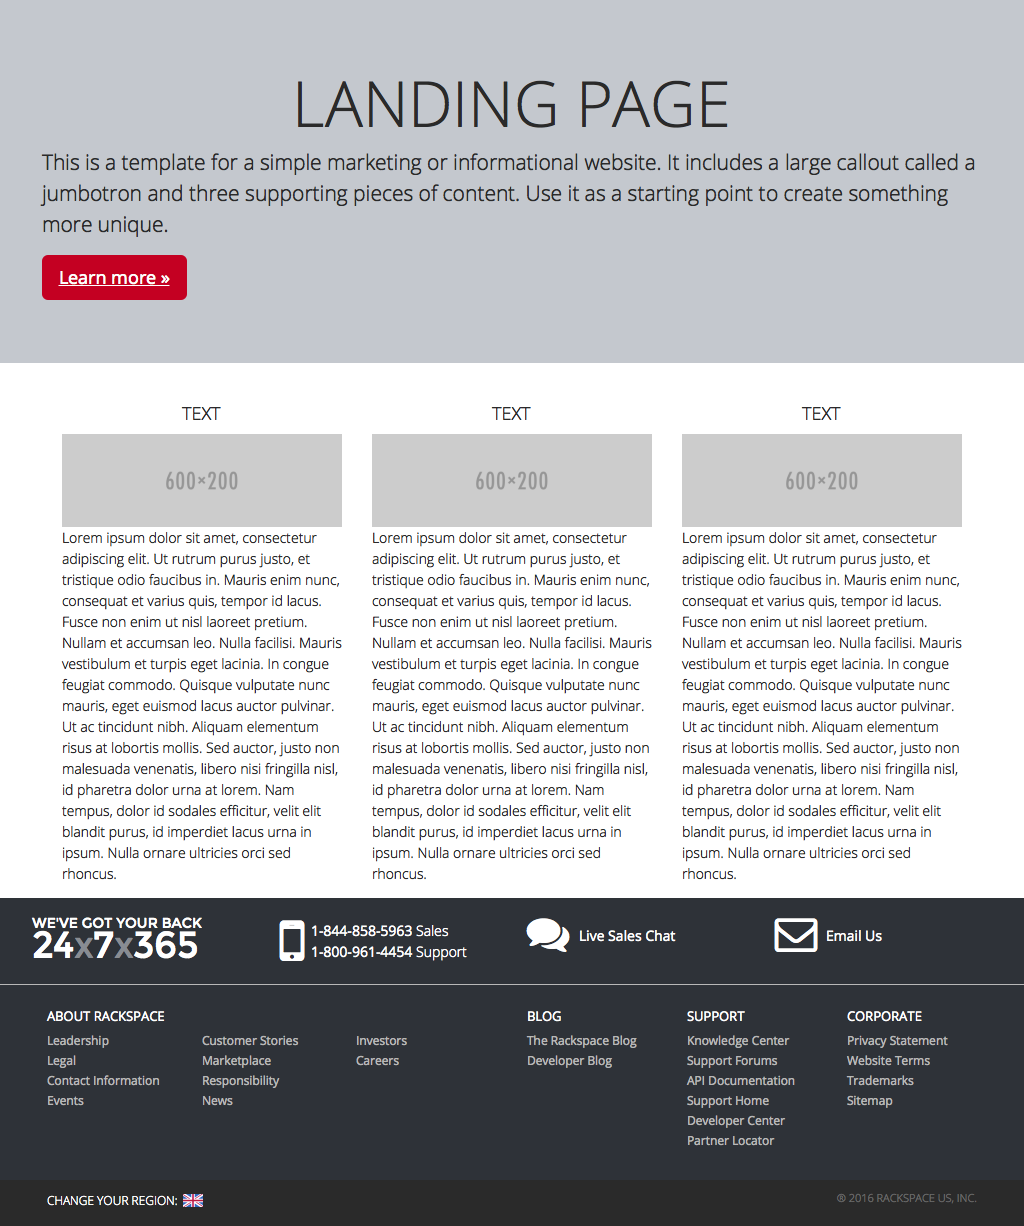 LANDING PAGE
This is a template for a simple marketing or informational website. It includes a large callout called a
jumbotron and three supporting pieces of content. Use it as a starting point to create something
more unique.
Learn more »
TEXT
600×200
Lorem ipsum dolor sit amet, consectetur
adipiscing elit. Ut rutrum purus justo, et
tristique odio faucibus in. Mauris enim nunc,
consequat et varius quis, tempor id lacus.
Fusce non enim ut nisl laoreet pretium.
Nullam et accumsan leo. Nulla facilisi. Mauris
vestibulum et turpis eget lacinia. In congue
feugiat commodo. Quisque vulputate nunc
mauris, eget euismod lacus auctor pulvinar.
Ut ac tincidunt nibh. Aliquam elementum
risus at lobortis mollis. Sed auctor, justo non
malesuada venenatis, libero nisi fringilla nisl,
id pharetra dolor urna at lorem. Nam
tempus, dolor id sodales efficitur, velit elit
blandit purus, id imperdiet lacus urna in
ipsum. Nulla ornare ultricies orci sed
rhoncus.
TEXT
600×200
Lorem ipsum dolor sit amet, consectetur
adipiscing elit. Ut rutrum purus justo, et
tristique odio faucibus in. Mauris enim nunc,
consequat et varius quis, tempor id lacus.
Fusce non enim ut nisl laoreet pretium.
Nullam et accumsan leo. Nulla facilisi. Mauris
vestibulum et turpis eget lacinia. In congue
feugiat commodo. Quisque vulputate nunc
mauris, eget euismod lacus auctor pulvinar.
Ut ac tincidunt nibh. Aliquam elementum
risus at lobortis mollis. Sed auctor, justo non
malesuada venenatis, libero nisi fringilla nisl,
id pharetra dolor urna at lorem. Nam
tempus, dolor id sodales efficitur, velit elit
blandit purus, id imperdiet lacus urna in
ipsum. Nulla ornare ultricies orci sed
rhoncus.
TEXT
600×200
Lorem ipsum dolor sit amet, consectetur
adipiscing elit. Ut rutrum purus justo, et
tristique odio faucibus in. Mauris enim nunc,
consequat et varius quis, tempor id lacus.
Fusce non enim ut nisl laoreet pretium.
Nullam et accumsan leo. Nulla facilisi. Mauris
vestibulum et turpis eget lacinia. In congue
feugiat commodo. Quisque vulputate nunc
mauris, eget euismod lacus auctor pulvinar.
Ut ac tincidunt nibh. Aliquam elementum
risus at lobortis mollis. Sed auctor, justo non
malesuada venenatis, libero nisi fringilla nisl,
id pharetra dolor urna at lorem. Nam
tempus, dolor id sodales efficitur, velit elit
blandit purus, id imperdiet lacus urna in
ipsum. Nulla ornare ultricies orci sed
rhoncus.
WE'VE GOT YOUR BACK
24x7x365
1-844-858-5963 Sales
1-800-961-4454 Support
Live Sales Chat
Email Us
ABOUT RACKSPACE
Leadership
Legal
Contact Information
Events
Customer Stories
Marketplace
Responsibility
News
Investors
Careers
BLOG
The Rackspace Blog
Developer Blog
SUPPORT
Knowledge Center
Support Forums
API Documentation
Support Home
Developer Center
Partner Locator
CORPORATE
Privacy Statement
Website Terms
Trademarks
Sitemap
CHANGE YOUR REGION:
® 2016 RACKSPACE US, INC.